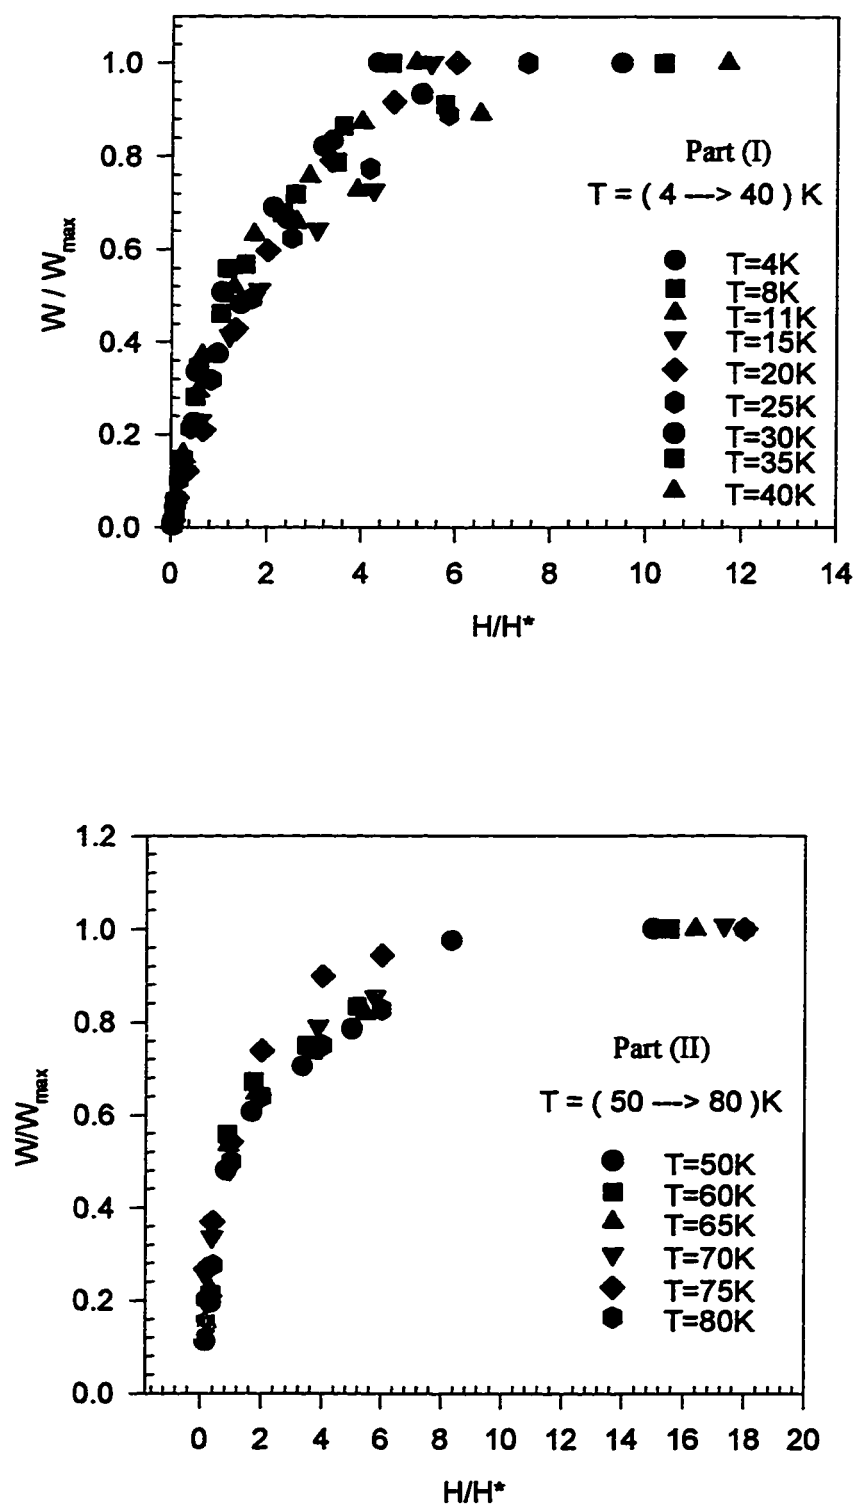 1.0
0.8
0.6
0.4
0.2
0.0
W / Wmax
Part (I)
T = ( 4 ---> 40 ) K
T=4K
T=8K
T=11K
T=15K
T=20K
T=25K
T=30K
T=35K
T=40K
0 2 4 6 8 10 12 14
H/H*
1.2
1.0
0.8
0.6
0.4
0.2
0.0
W/Wmax
Part (II)
T = ( 50 ---> 80 )K
T=50K
T=60K
T=65K
T=70K
T=75K
T=80K
0 2 4 6 8 10 12 14 16 18 20
H/H*